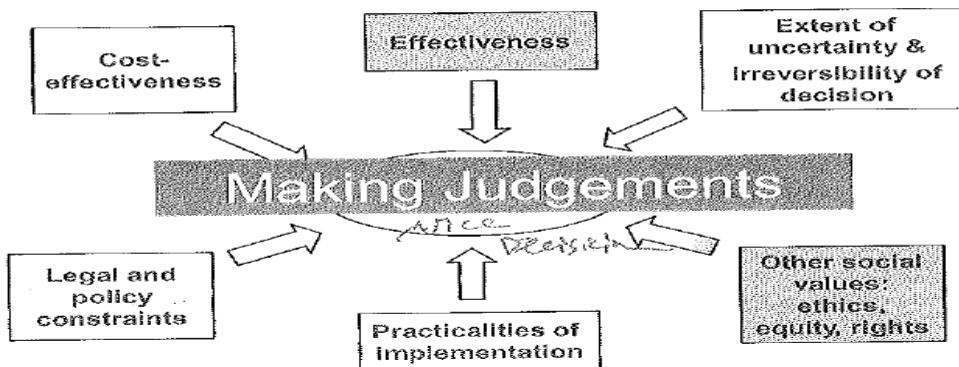 Cost-
effectiveness
Effectiveness
Extent of
uncertainty &
irreversibility of
decision
Making Judgements
Legal and
policy
constraints
Practicalities of
implementation
Other social
values:
ethics,
equity, rights